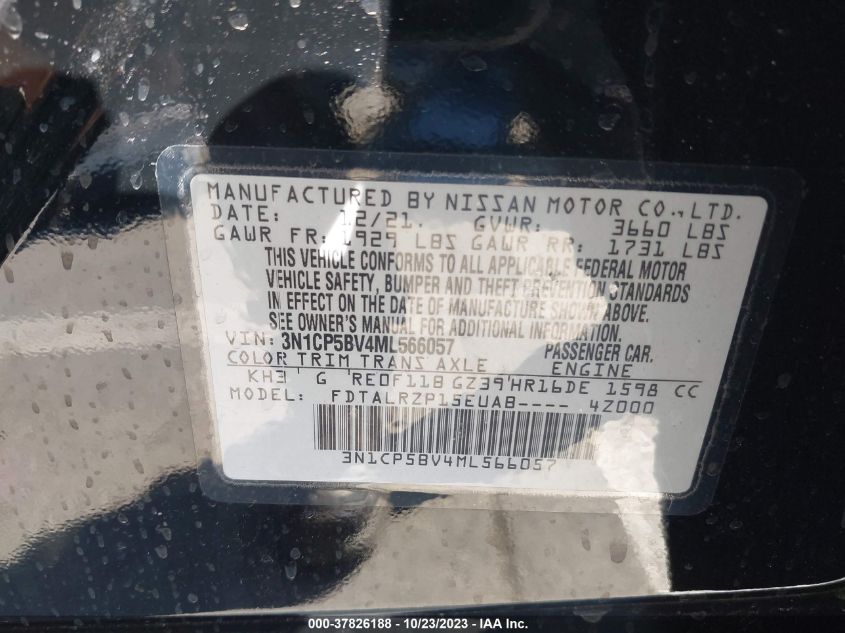 MANUFACTURED BY NISSAN MOTOR CO.,LTD.
DATE: 12/21. GVWR: 3660 LBS
GAWR FR: 1929 LBS GAWR RR: 1731 LBS
THIS VEHICLE CONFORMS TO ALL APPLICABLE FEDERAL MOTOR
VEHICLE SAFETY, BUMPER AND THEFT PREVENTION STANDARDS
IN EFFECT ON THE DATE OF MANUFACTURE SHOWN ABOVE.
SEE OWNER'S MANUAL FOR ADDITIONAL INFORMATION.
VIN: 3N1CP5BV4ML566057 PASSENGER CAR.
COLOR TRIM TRANS AXLE ENGINE
KH3 G RE0F11B GZ39 HR16DE 1598 CC
MODEL: FDTALRZP15EUAB---- 4Z000
3N1CP5BV4ML566057
000-37826188 - 10/23/2023 - IAA Inc.